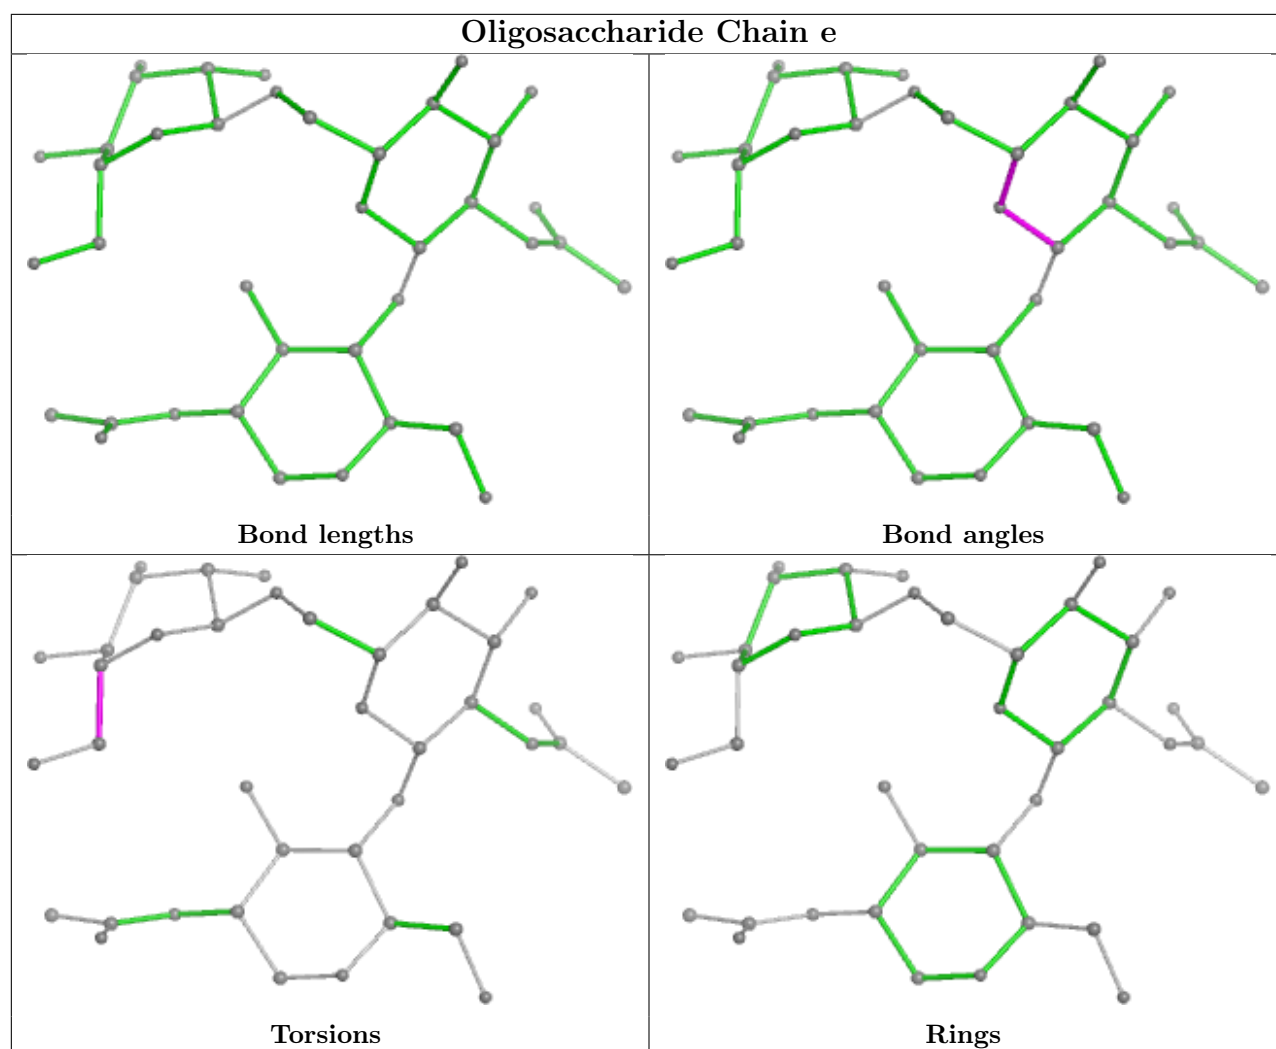 Oligosaccharide Chain e
Bond lengths
Bond angles
Torsions
Rings